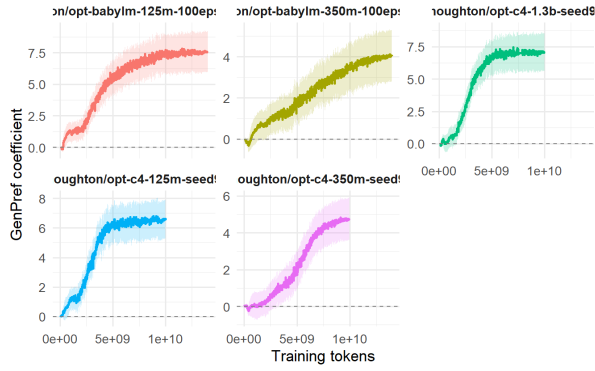 on/opt-babylm-125m-100eps
on/opt-babylm-350m-100eps
houghton/opt-c4-1.3b-seed9
7.5
5.0
2.5
0.0
4
2
0
7.5
5.0
2.5
0.0
0e+00 5e+09 1e+10
oughton/opt-c4-125m-seed9
oughton/opt-c4-350m-seed9
8
6
4
2
0
6
4
2
0
0e+00 5e+09 1e+10
0e+00 5e+09 1e+10
GenPref coefficient
Training tokens